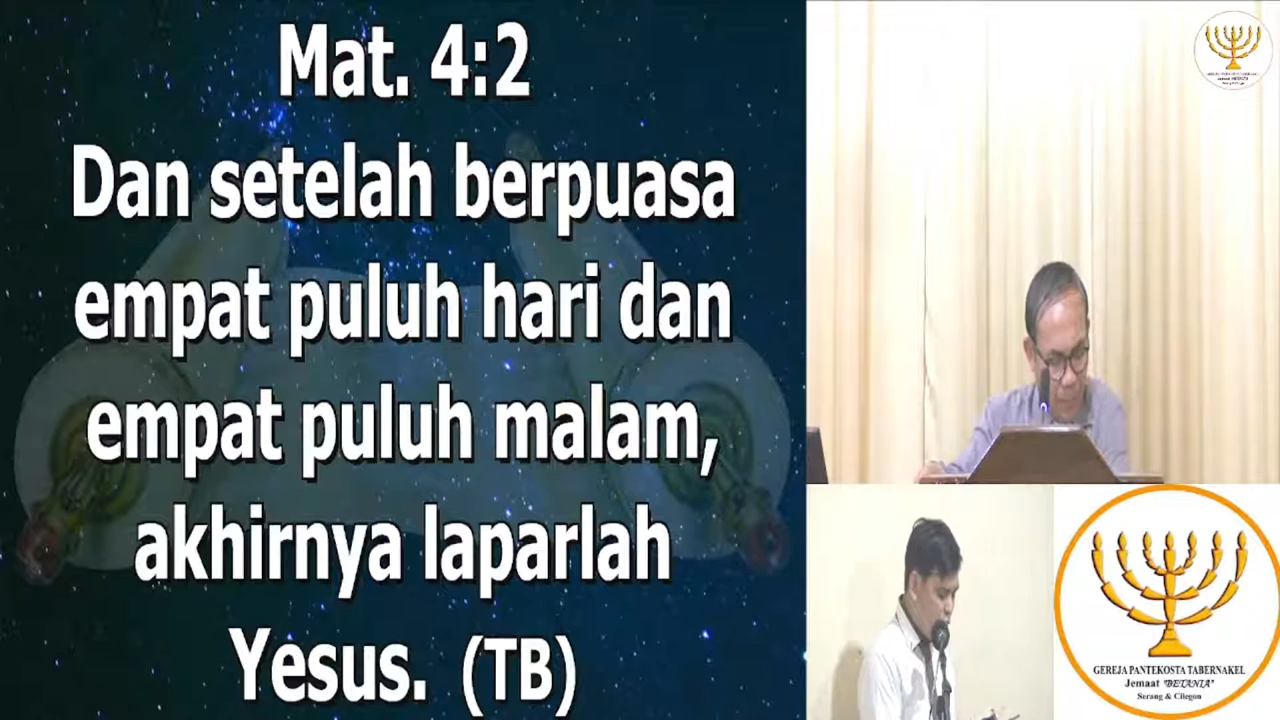 Mat. 4:2
Dan setelah berpuasa
empat puluh hari dan
empat puluh malam,
akhirnya laparlah
Yesus. (TB)
GEREJA PANTEKOSTA TABERNAKEL
Jemaat "BETANIA"
Serang & Cilegon